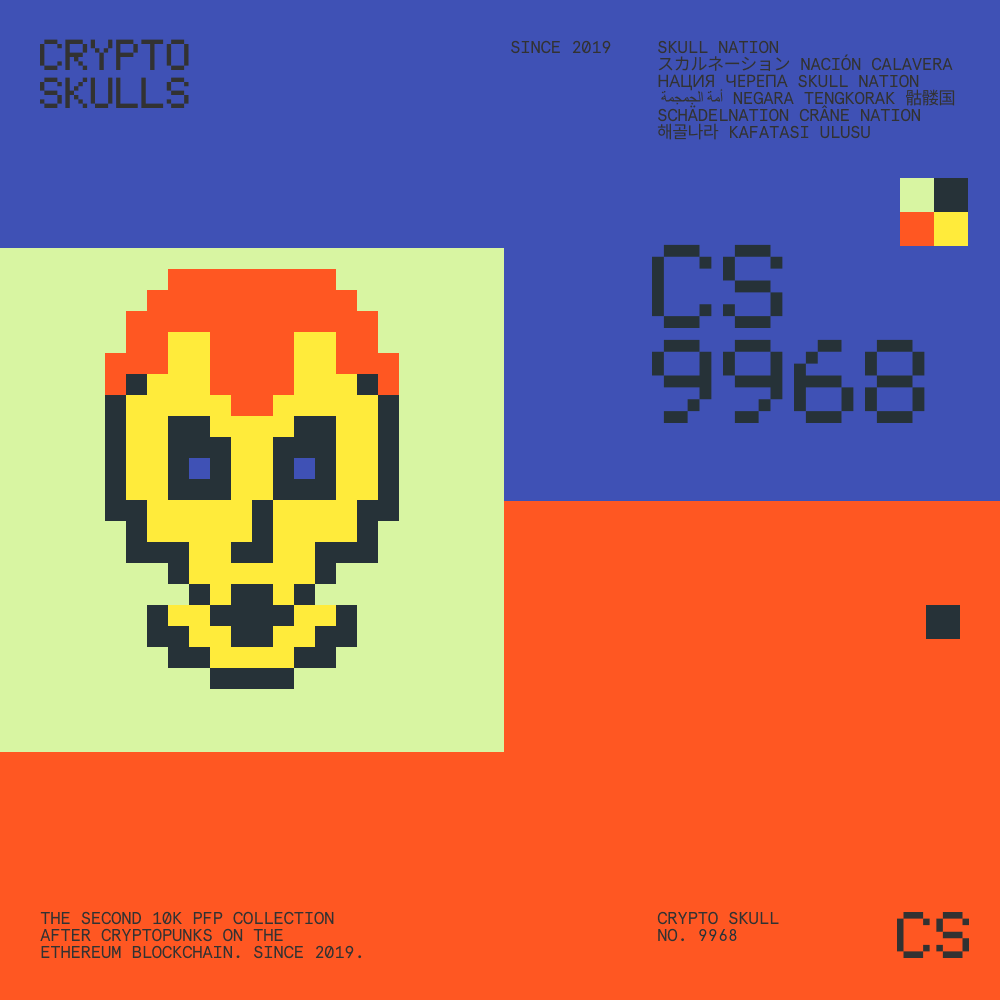 CRYPTO
SKULLS
SINCE 2019
SKULL NATION
スカルネーション NACIÓN CALAVERA
НАЦИЯ ЧЕРЕПА SKULL NATION
أمة الجمجمة NEGARA TENGKORAK 骷髅国
SCHÄDELNATION CRÂNE NATION
해골나라 KAFATASI ULUSU
CS
9968
THE SECOND 10K PFP COLLECTION
AFTER CRYPTOPUNKS ON THE
ETHEREUM BLOCKCHAIN. SINCE 2019.
CRYPTO SKULL
NO. 9968
CS